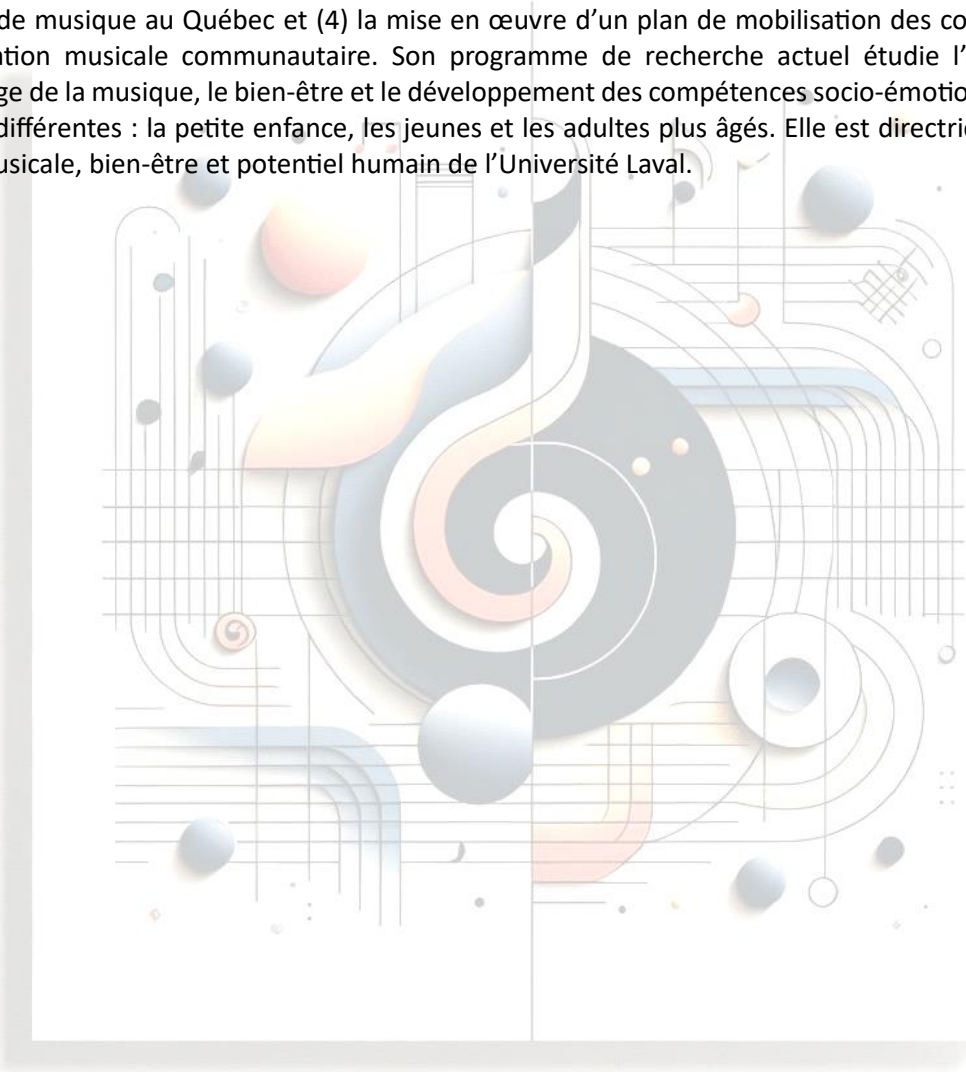 de musique au Québec et (4) la mise en œuvre d’un plan de mobilisation des co
ation musicale communautaire. Son programme de recherche actuel étudie l’
ge de la musique, le bien-être et le développement des compétences socio-émotio
différentes : la petite enfance, les jeunes et les adultes plus âgés. Elle est directri
usicale, bien-être et potentiel humain de l’Université Laval.